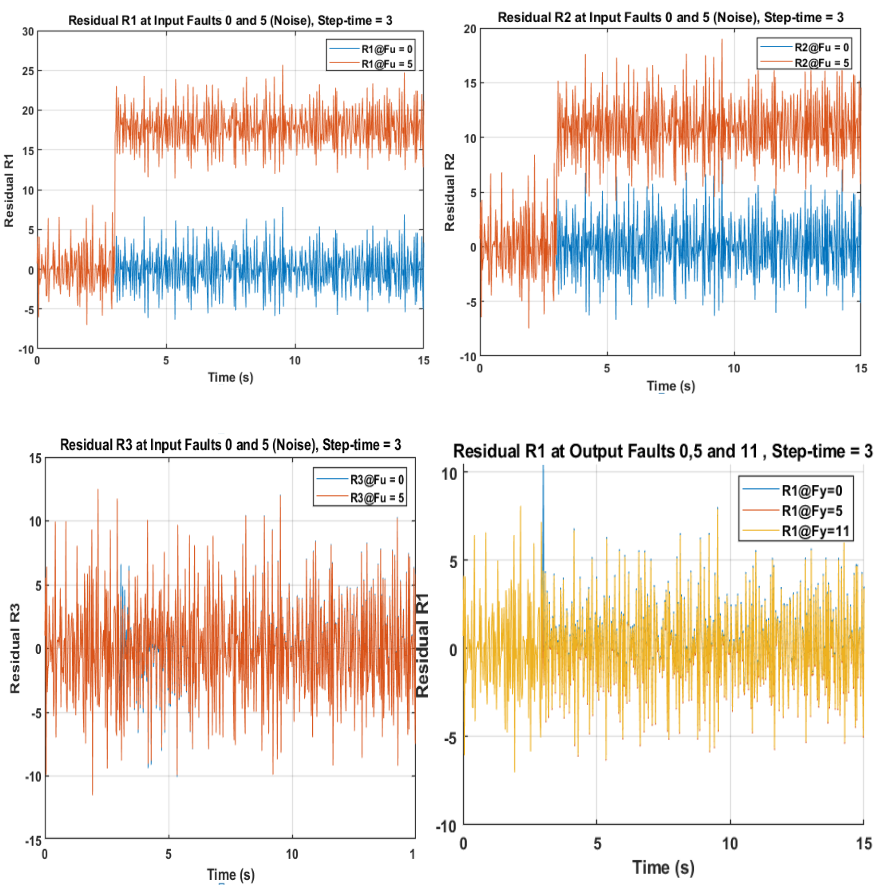 Residual R1 at Input Faults 0 and 5 (Noise), Step-time = 3
30
25
20
15
10
5
0
-5
-10
Residual R1
R1@Fu = 0
R1@Fu = 5
0
5
10
15
Time (s)
Residual R2 at Input Faults 0 and 5 (Noise), Step-time = 3
20
15
10
5
0
-5
-10
Residual R2
R2@Fu = 0
R2@Fu = 5
0
5
10
15
Time (s)
Residual R3 at Input Faults 0 and 5 (Noise), Step-time = 3
15
10
5
0
-5
-10
-15
Residual R3
R3@Fu = 0
R3@Fu = 5
0
5
10
1
Time (s)
Residual R1 at Output Faults 0,5 and 11 , Step-time = 3
10
5
0
-5
-10
Residual R1
R1@Fy=0
R1@Fy=5
R1@Fy=11
0
5
10
15
Time (s)